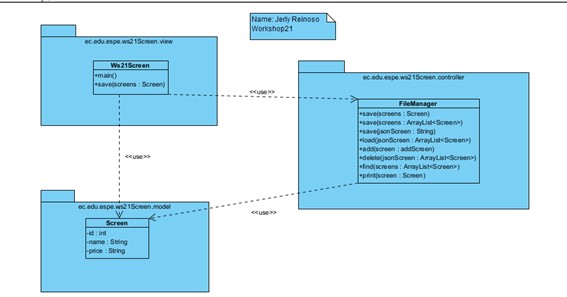 Name: Jerly Reinoso
Workshop21
ec.edu.espe.ws21Screen.view
Ws21Screen
+main()
+save(screens : Screen)
<<use>>
ec.edu.espe.ws21Screen.controller
FileManager
+save(screens : Screen)
+save(screens : ArrayList<Screen>)
+save(jsonScreen : String)
+load(jsonScreen : ArrayList<Screen>)
+add(screen : addScreen)
+delete(jsonScreen : ArrayList<Screen>)
+find(screens : ArraylList<Screen>)
+print(screen : Screen)
<<use>>
<<use>>
ec.edu.espe.ws21Screen.model
Screen
-id : int
-name : String
-price : String